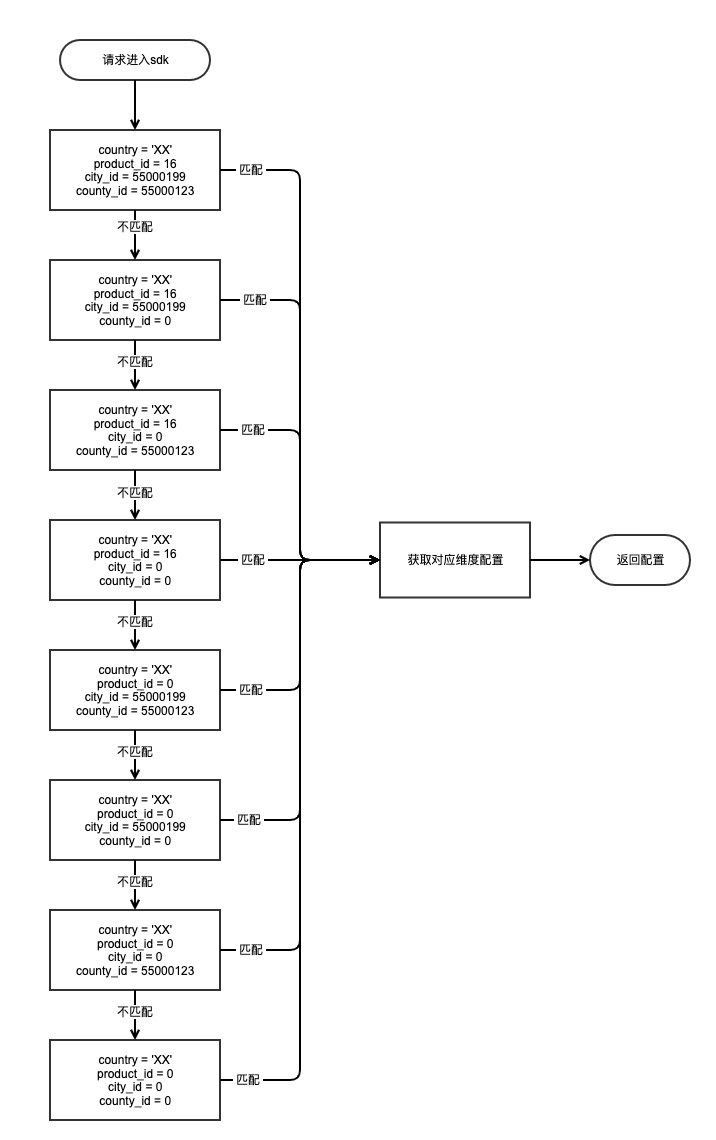 请求进入sdk
country = 'XX'
product_id = 16
city_id = 55000199
county_id = 55000123
匹配
不匹配
country = 'XX'
product_id = 16
city_id = 55000199
county_id = 0
匹配
不匹配
country = 'XX'
product_id = 16
city_id = 0
county_id = 55000123
匹配
不匹配
country = 'XX'
product_id = 16
city_id = 0
county_id = 0
匹配
获取对应维度配置
返回配置
不匹配
country = 'XX'
product_id = 0
city_id = 55000199
county_id = 55000123
匹配
不匹配
country = 'XX'
product_id = 0
city_id = 55000199
county_id = 0
匹配
不匹配
country = 'XX'
product_id = 0
city_id = 0
county_id = 55000123
匹配
不匹配
country = 'XX'
product_id = 0
city_id = 0
county_id = 0
匹配